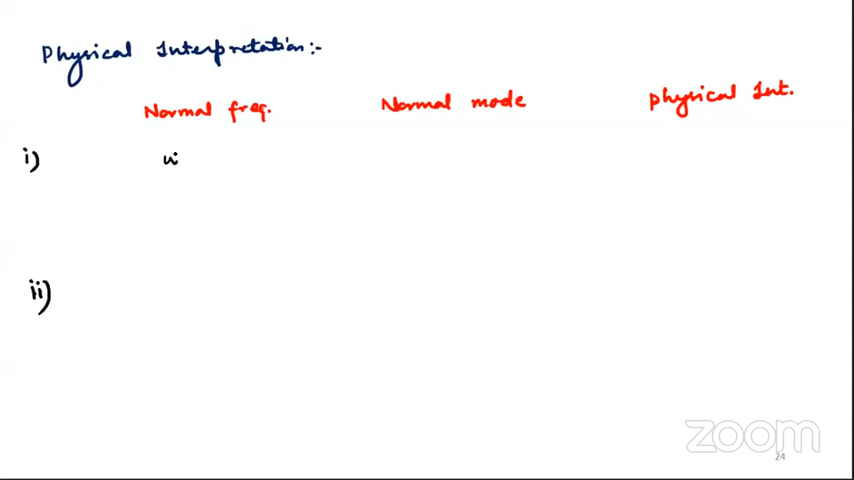 Physical Interpretation:-
Normal freq. Normal mode Physical Int.
i)
ii)
zoom
24